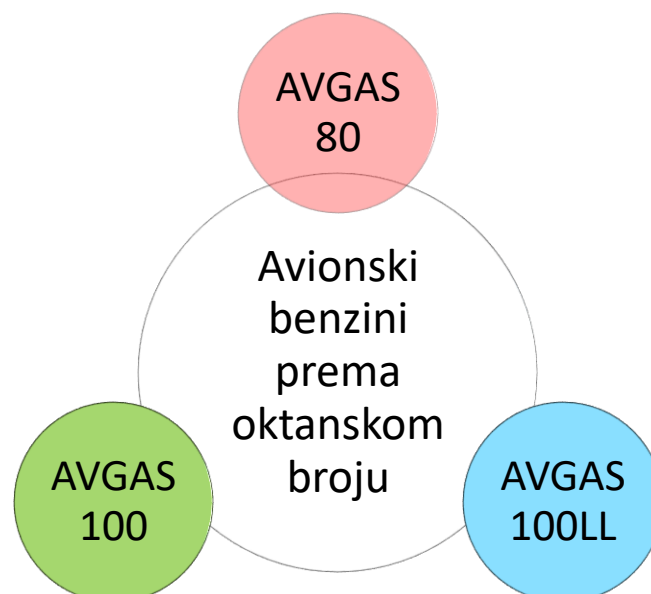 AVGAS
80
Avionski
benzini
prema
oktanskom
broju
AVGAS
100
AVGAS
100LL